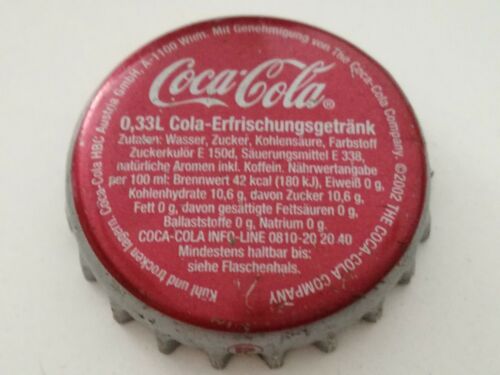 Coca-Cola®
0,33L Cola-Erfrischungsgetränk
Zutaten: Wasser, Zucker, Kohlensäure, Farbstoff
Zuckerkulör E 150d, Säuerungsmittel E 338,
natürliche Aromen inkl. Koffein. Nährwertangabe
per 100 ml: Brennwert 42 kcal (180 kJ), Eiweiß 0 g,
Kohlenhydrate 10,6 g, davon Zucker 10,6 g,
Fett 0 g, davon gesättigte Fettsäuren 0 g,
Ballaststoffe 0 g, Natrium 0 g.
COCA-COLA INFO-LINE 0810-20 20 40
Mindestens haltbar bis:
siehe Flaschenhals.
Kühl und trocken lagern. Coca-Cola HBC Austria GmbH, A-1100 Wien. Mit Genehmigung von The Coca-Cola Company. ©2002 THE COCA-COLA COMPANY